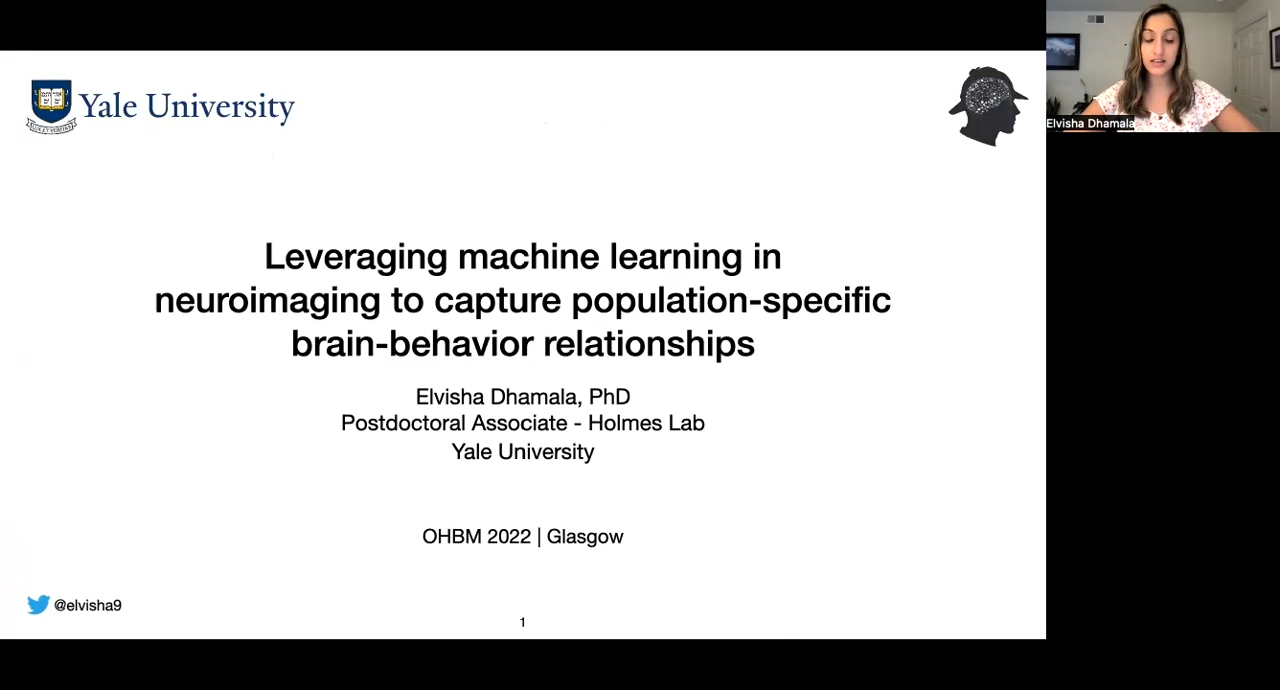 Yale University
Leveraging machine learning in
neuroimaging to capture population-specific
brain-behavior relationships
Elvisha Dhamala, PhD
Postdoctoral Associate - Holmes Lab
Yale University
OHBM 2022 | Glasgow
@elvisha9
1
Elvisha Dhamala